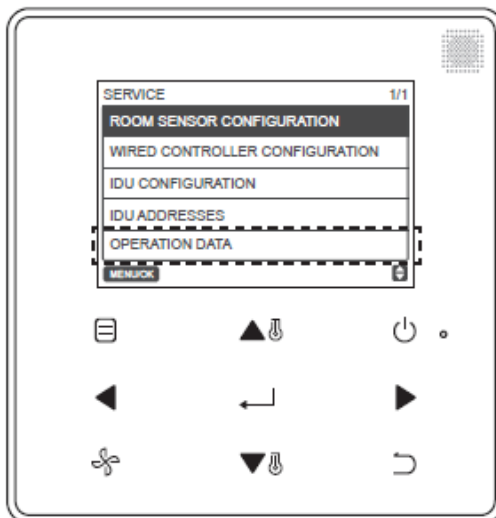 SERVICE 1/1
ROOM SENSOR CONFIGURATION
WIRED CONTROLLER CONFIGURATION
IDU CONFIGURATION
IDU ADDRESSES
OPERATION DATA
MENU/OK